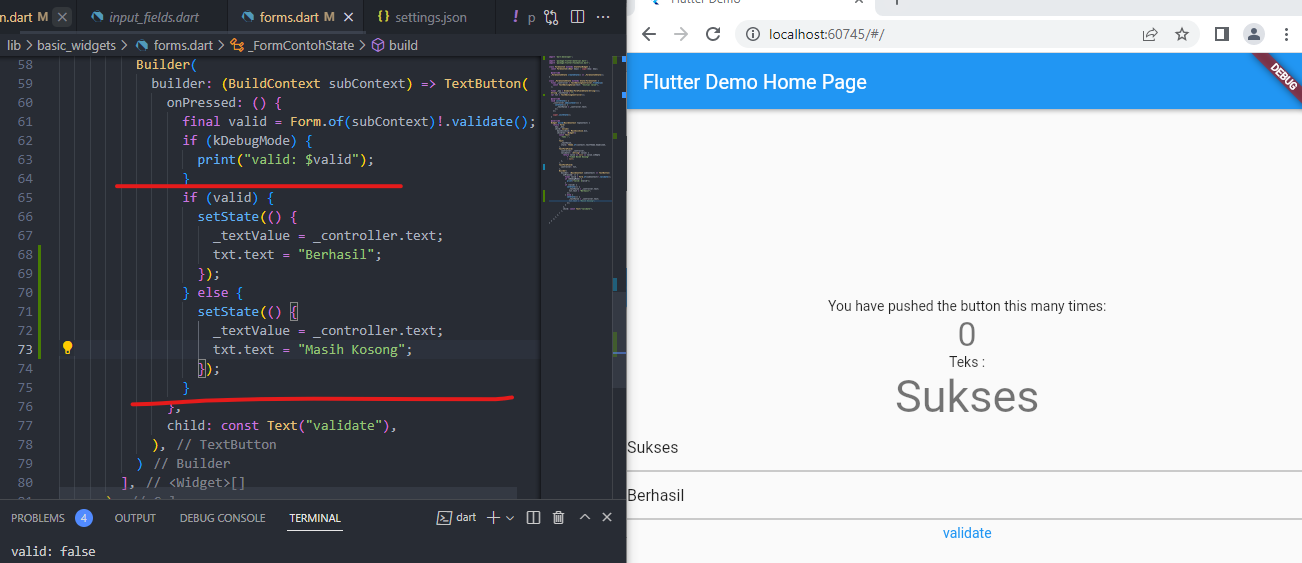 n.dart M
input_fields.dart
forms.dart M
settings.json
! p
lib > basic_widgets > forms.dart > _FormContohState > build
58 Builder(
59 builder: (BuildContext subContext) => TextButton(
60 onPressed: () {
61 final valid = Form.of(subContext)!.validate();
62 if (kDebugMode) {
63 print("valid: $valid");
64 }
65 if (valid) {
66 setState(() {
67 _textValue = _controller.text;
68 txt.text = "Berhasil";
69 });
70 } else {
71 setState(() {
72 _textValue = _controller.text;
73 txt.text = "Masih Kosong";
74 });
75 }
76 },
77 child: const Text("validate"),
78 ), // TextButton
79 ) // Builder
80 ], // <Widget>[]
PROBLEMS 4 OUTPUT DEBUG CONSOLE TERMINAL
dart
valid: false
Flutter Demo
localhost:60745/#/
Flutter Demo Home Page
DEBUG
You have pushed the button this many times:
0
Teks :
Sukses
Sukses
Berhasil
validate